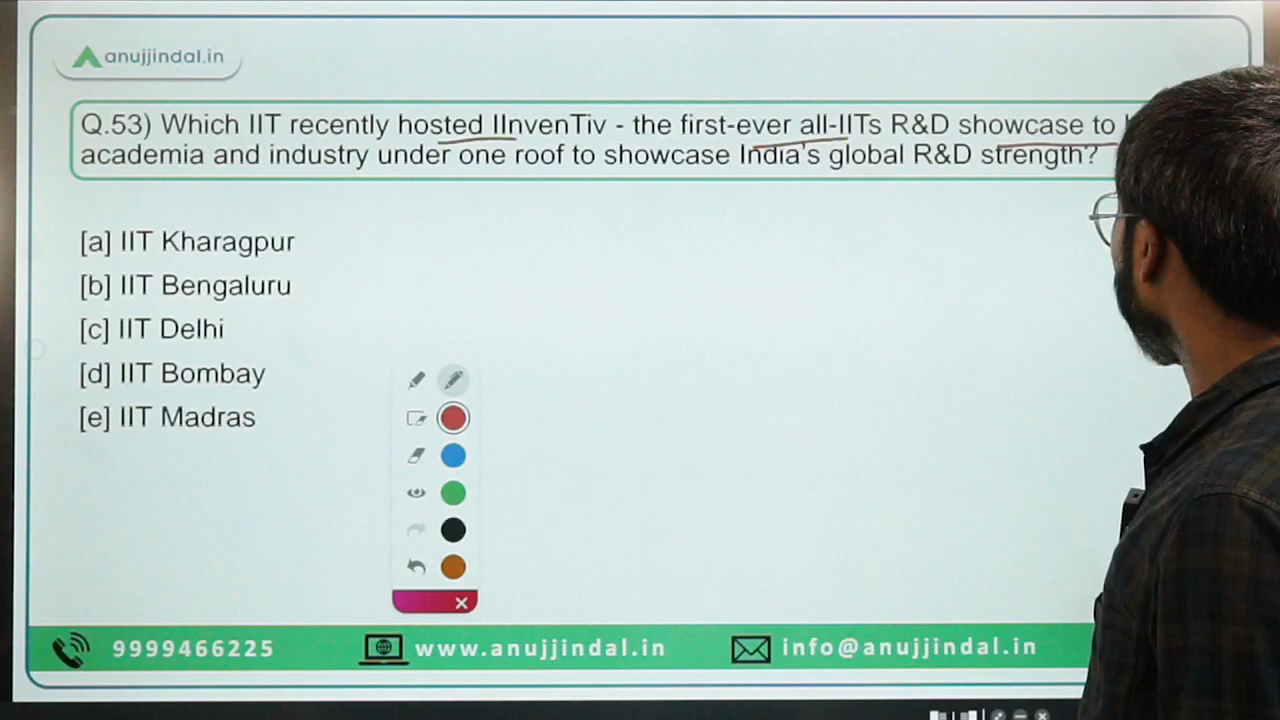 anujjindal.in
Q.53) Which IIT recently hosted IInvenTiv - the first-ever all-IITs R&D showcase to
academia and industry under one roof to showcase India's global R&D strength?
[a] IIT Kharagpur
[b] IIT Bengaluru
[c] IIT Delhi
[d] IIT Bombay
[e] IIT Madras
9999466225 www.anujjindal.in info@anujjindal.in